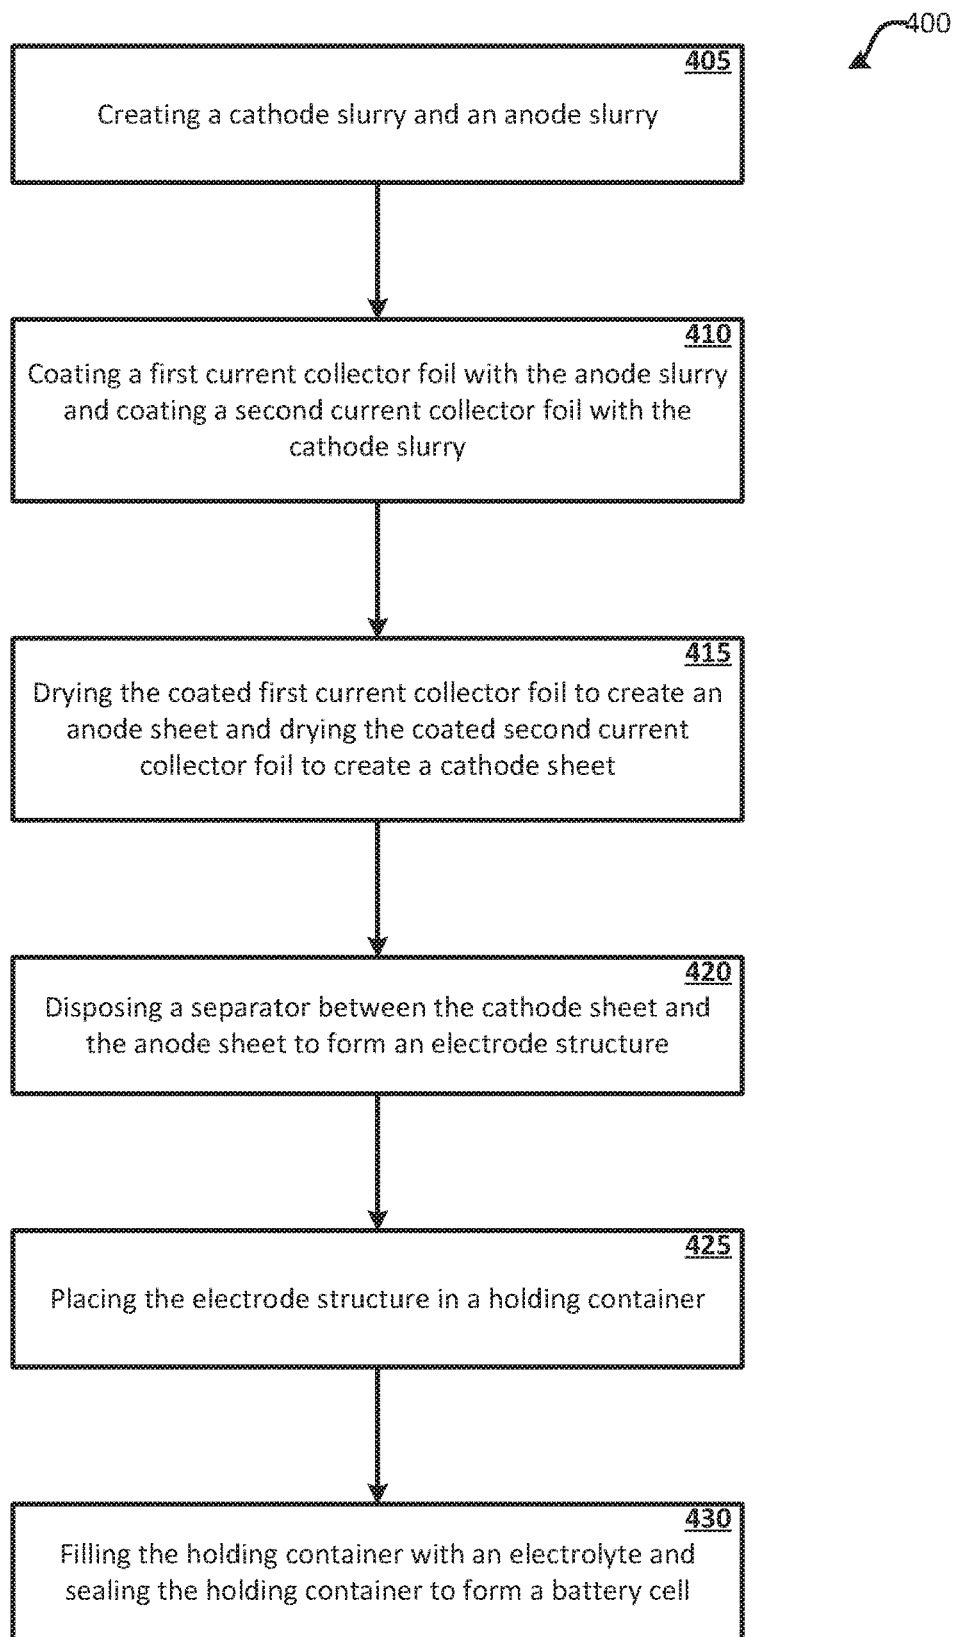 400
405
Creating a cathode slurry and an anode slurry
410
Coating a first current collector foil with the anode slurry
and coating a second current collector foil with the
cathode slurry
415
Drying the coated first current collector foil to create an
anode sheet and drying the coated second current
collector foil to create a cathode sheet
420
Disposing a separator between the cathode sheet and
the anode sheet to form an electrode structure
425
Placing the electrode structure in a holding container
430
Filling the holding container with an electrolyte and
sealing the holding container to form a battery cell